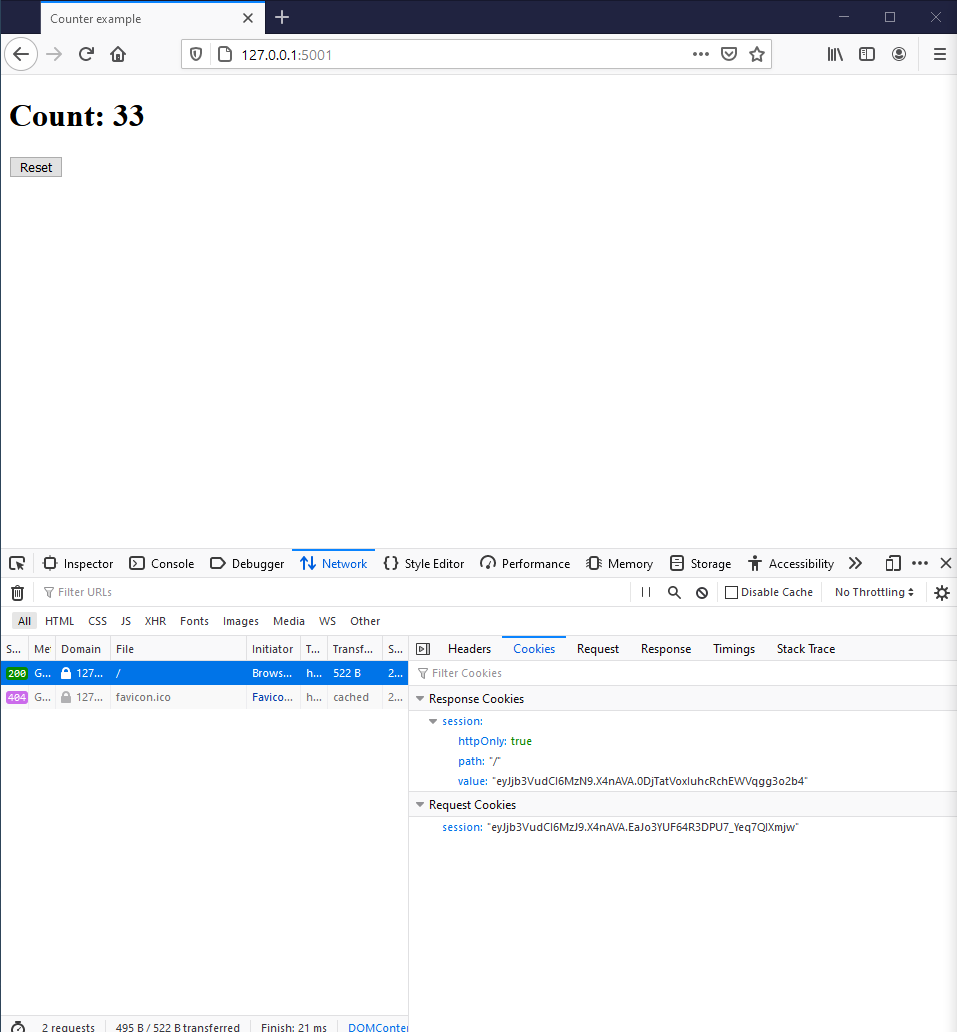 Counter example
127.0.0.1:5001
Count: 33
Reset
Inspector Console Debugger Network Style Editor Performance Memory Storage Accessibility
Filter URLs Disable Cache No Throttling
All HTML CSS JS XHR Fonts Images Media WS Other
S... Me Domain File Initiator T... Transf... S... Headers Cookies Request Response Timings Stack Trace
200 G... 127... / Brows... h... 522 B 2... Filter Cookies
404 G... 127... favicon.ico Favico... h... cached 2... Response Cookies
session:
httpOnly: true
path: "/"
value: "eyJjb3VudCI6MzN9.X4nAVA.0DjTatVoxIuhcRchEWVqgg3o2b4"
Request Cookies
session: "eyJjb3VudCI6MzJ9.X4nAVA.EaJo3YUF64R3DPU7_Yeq7QIXmjw"
2 requests 495 B / 522 B transferred Finish: 21 ms DOMConte